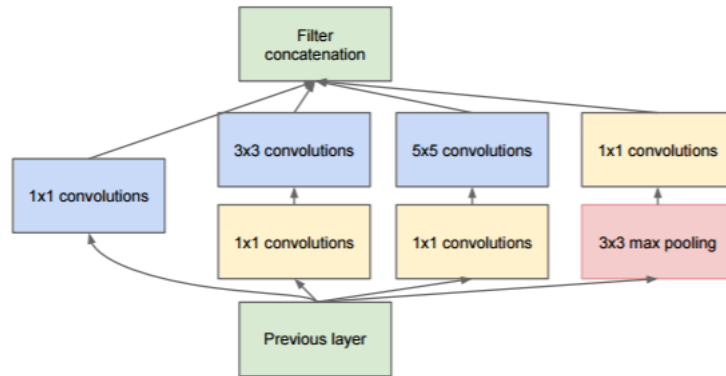 Filter
concatenation
3x3 convolutions
5x5 convolutions
1x1 convolutions
1x1 convolutions
1x1 convolutions
1x1 convolutions
3x3 max pooling
Previous layer